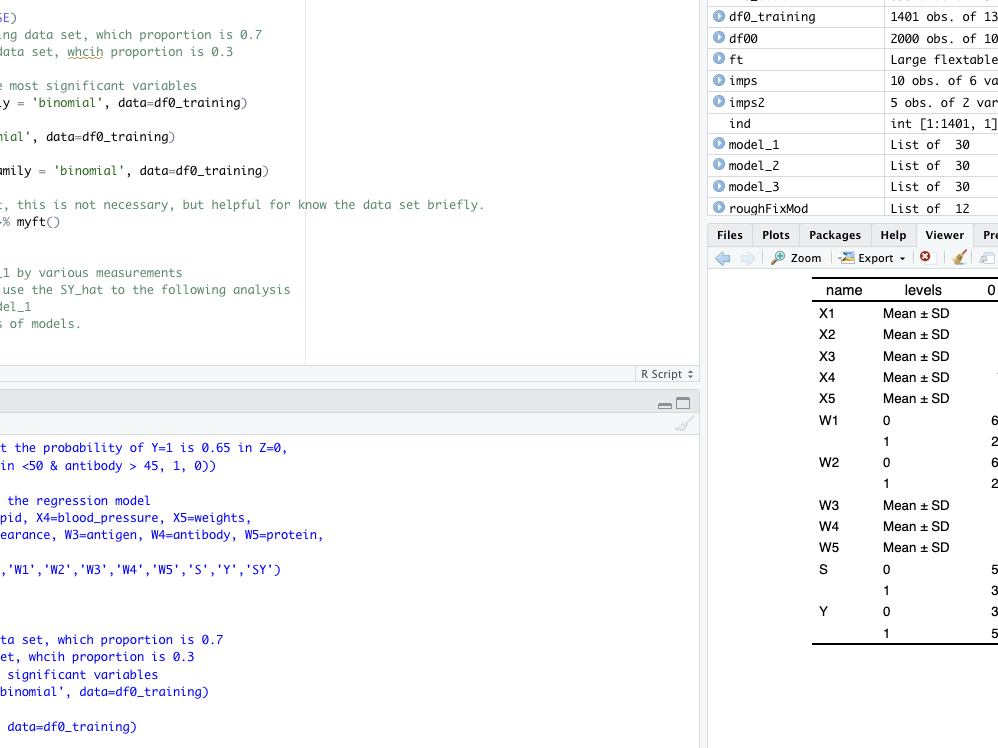 SE)
ing data set, which proportion is 0.7
data set, whcih proportion is 0.3
e most significant variables
ly = 'binomial', data=df0_training)
mial', data=df0_training)
amily = 'binomial', data=df0_training)
t, this is not necessary, but helpful for know the data set briefly.
>% myft()
_1 by various measurements
use the SY_hat to the following analysis
del_1
s of models.
R Script
t the probability of Y=1 is 0.65 in Z=0,
in <50 & antibody > 45, 1, 0))
the regression model
pid, X4=blood_pressure, X5=weights,
earance, W3=antigen, W4=antibody, W5=protein,
,'W1','W2','W3','W4','W5','S','Y','SY')
ta set, which proportion is 0.7
et, whcih proportion is 0.3
significant variables
binomial', data=df0_training)
data=df0_training)
df0_training 1401 obs. of 13
df00 2000 obs. of 10
ft Large flextable
imps 10 obs. of 6 va
imps2 5 obs. of 2 var
ind int [1:1401, 1]
model_1 List of 30
model_2 List of 30
model_3 List of 30
roughFixMod List of 12
Files Plots Packages Help Viewer Pre
Zoom Export
name levels 0
X1 Mean ± SD
X2 Mean ± SD
X3 Mean ± SD
X4 Mean ± SD
X5 Mean ± SD
W1 0 6
1 2
W2 0 6
1 2
W3 Mean ± SD
W4 Mean ± SD
W5 Mean ± SD
S 0 5
1 3
Y 0 3
1 5